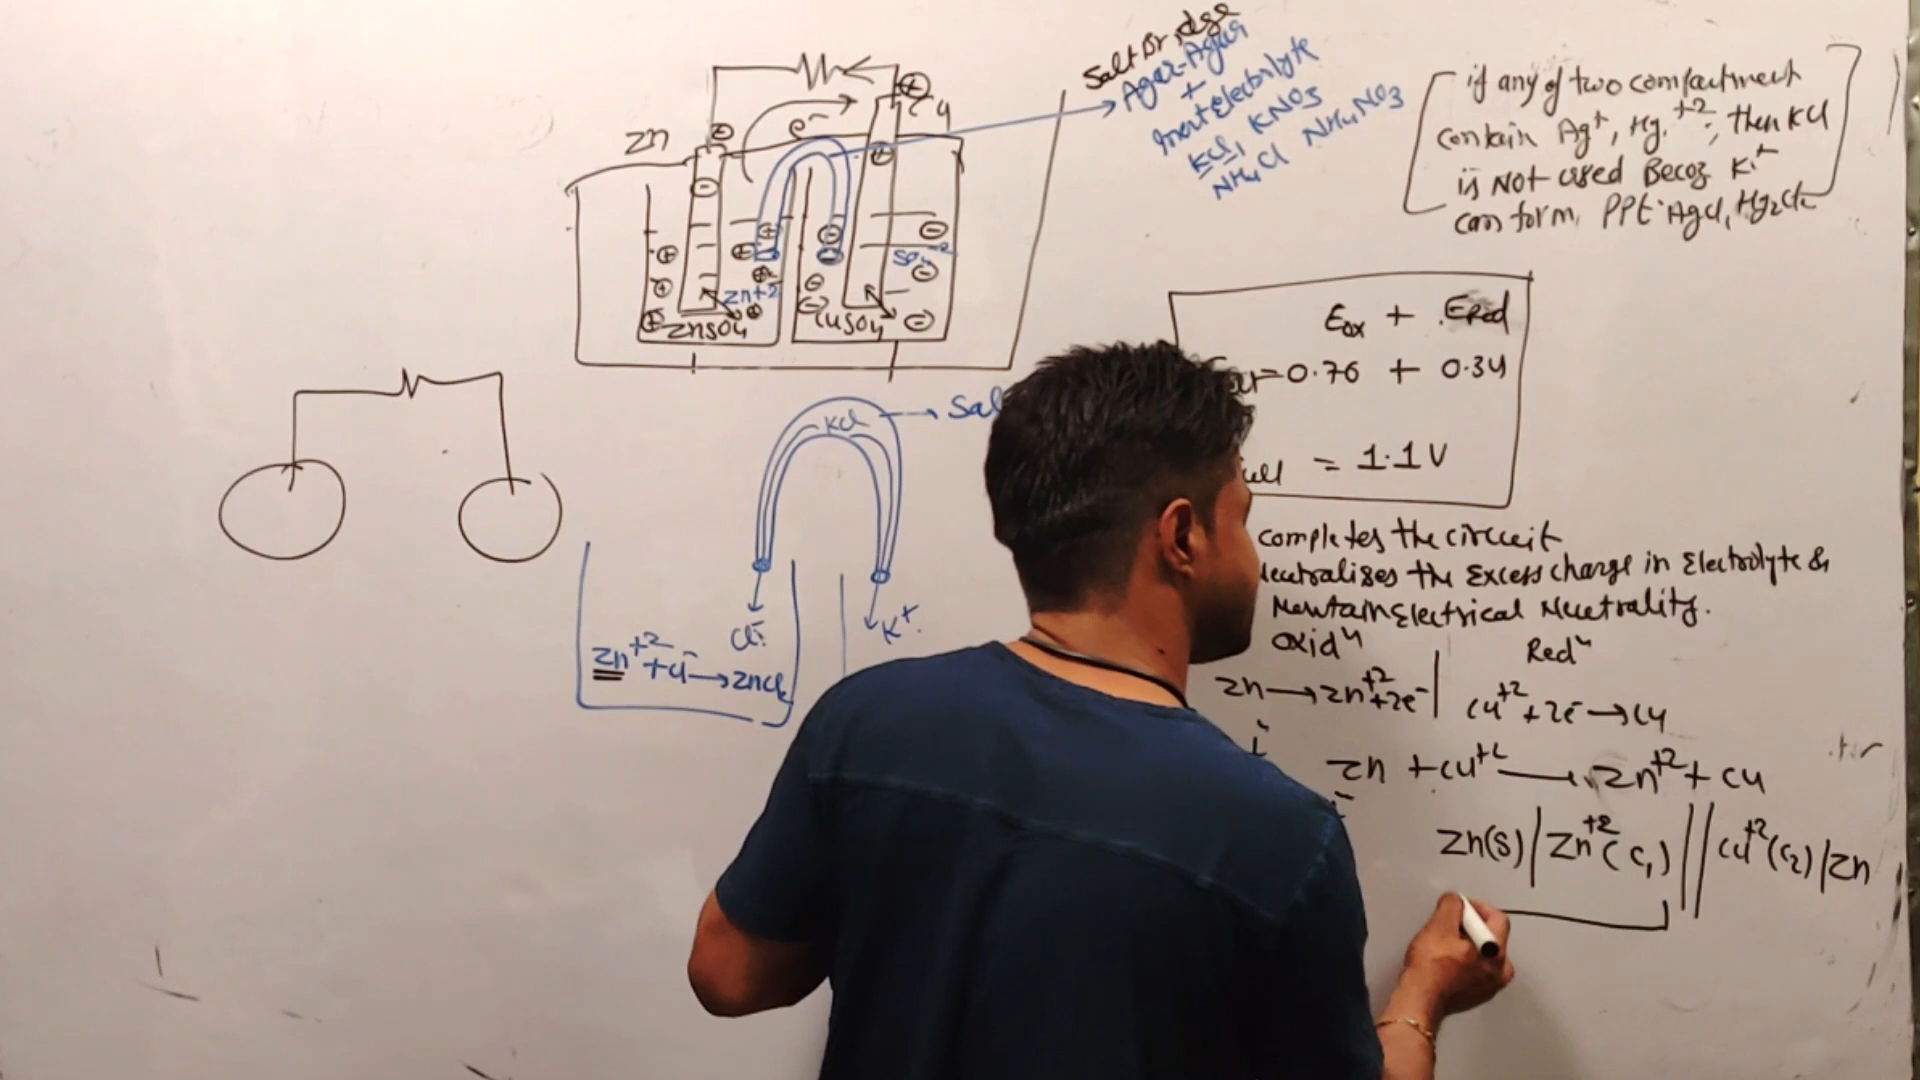 Salt Bridge
Agar-Agar
+
Inert Electrolyte
KCl, KNO3
NH4Cl NH4NO3
if any of two compartment
contain Ag+, Hg2+2, then KCl
is NOT used Becoz
can form PPt AgCl, Hg2Cl2
Zn
e-
Cu
Zn+2
SO4-2
ZnSO4
CuSO4
Eox + Ered
= 0.76 + 0.34
cell = 1.1 V
KCl
Sal
completes the circuit
Neutralises the Excess charge in Electrolyte &
Mentain Electrical Neutrality.
Cl-
K+
Zn+2 + Cl- → ZnCl2
Oxidn
Redn
Zn → Zn+2 + 2e- | Cu+2 + 2e- → Cu
Zn + Cu+2 → Zn+2 + Cu
Zn(s) | Zn+2 (C1) || Cu+2 (C2) | Zn